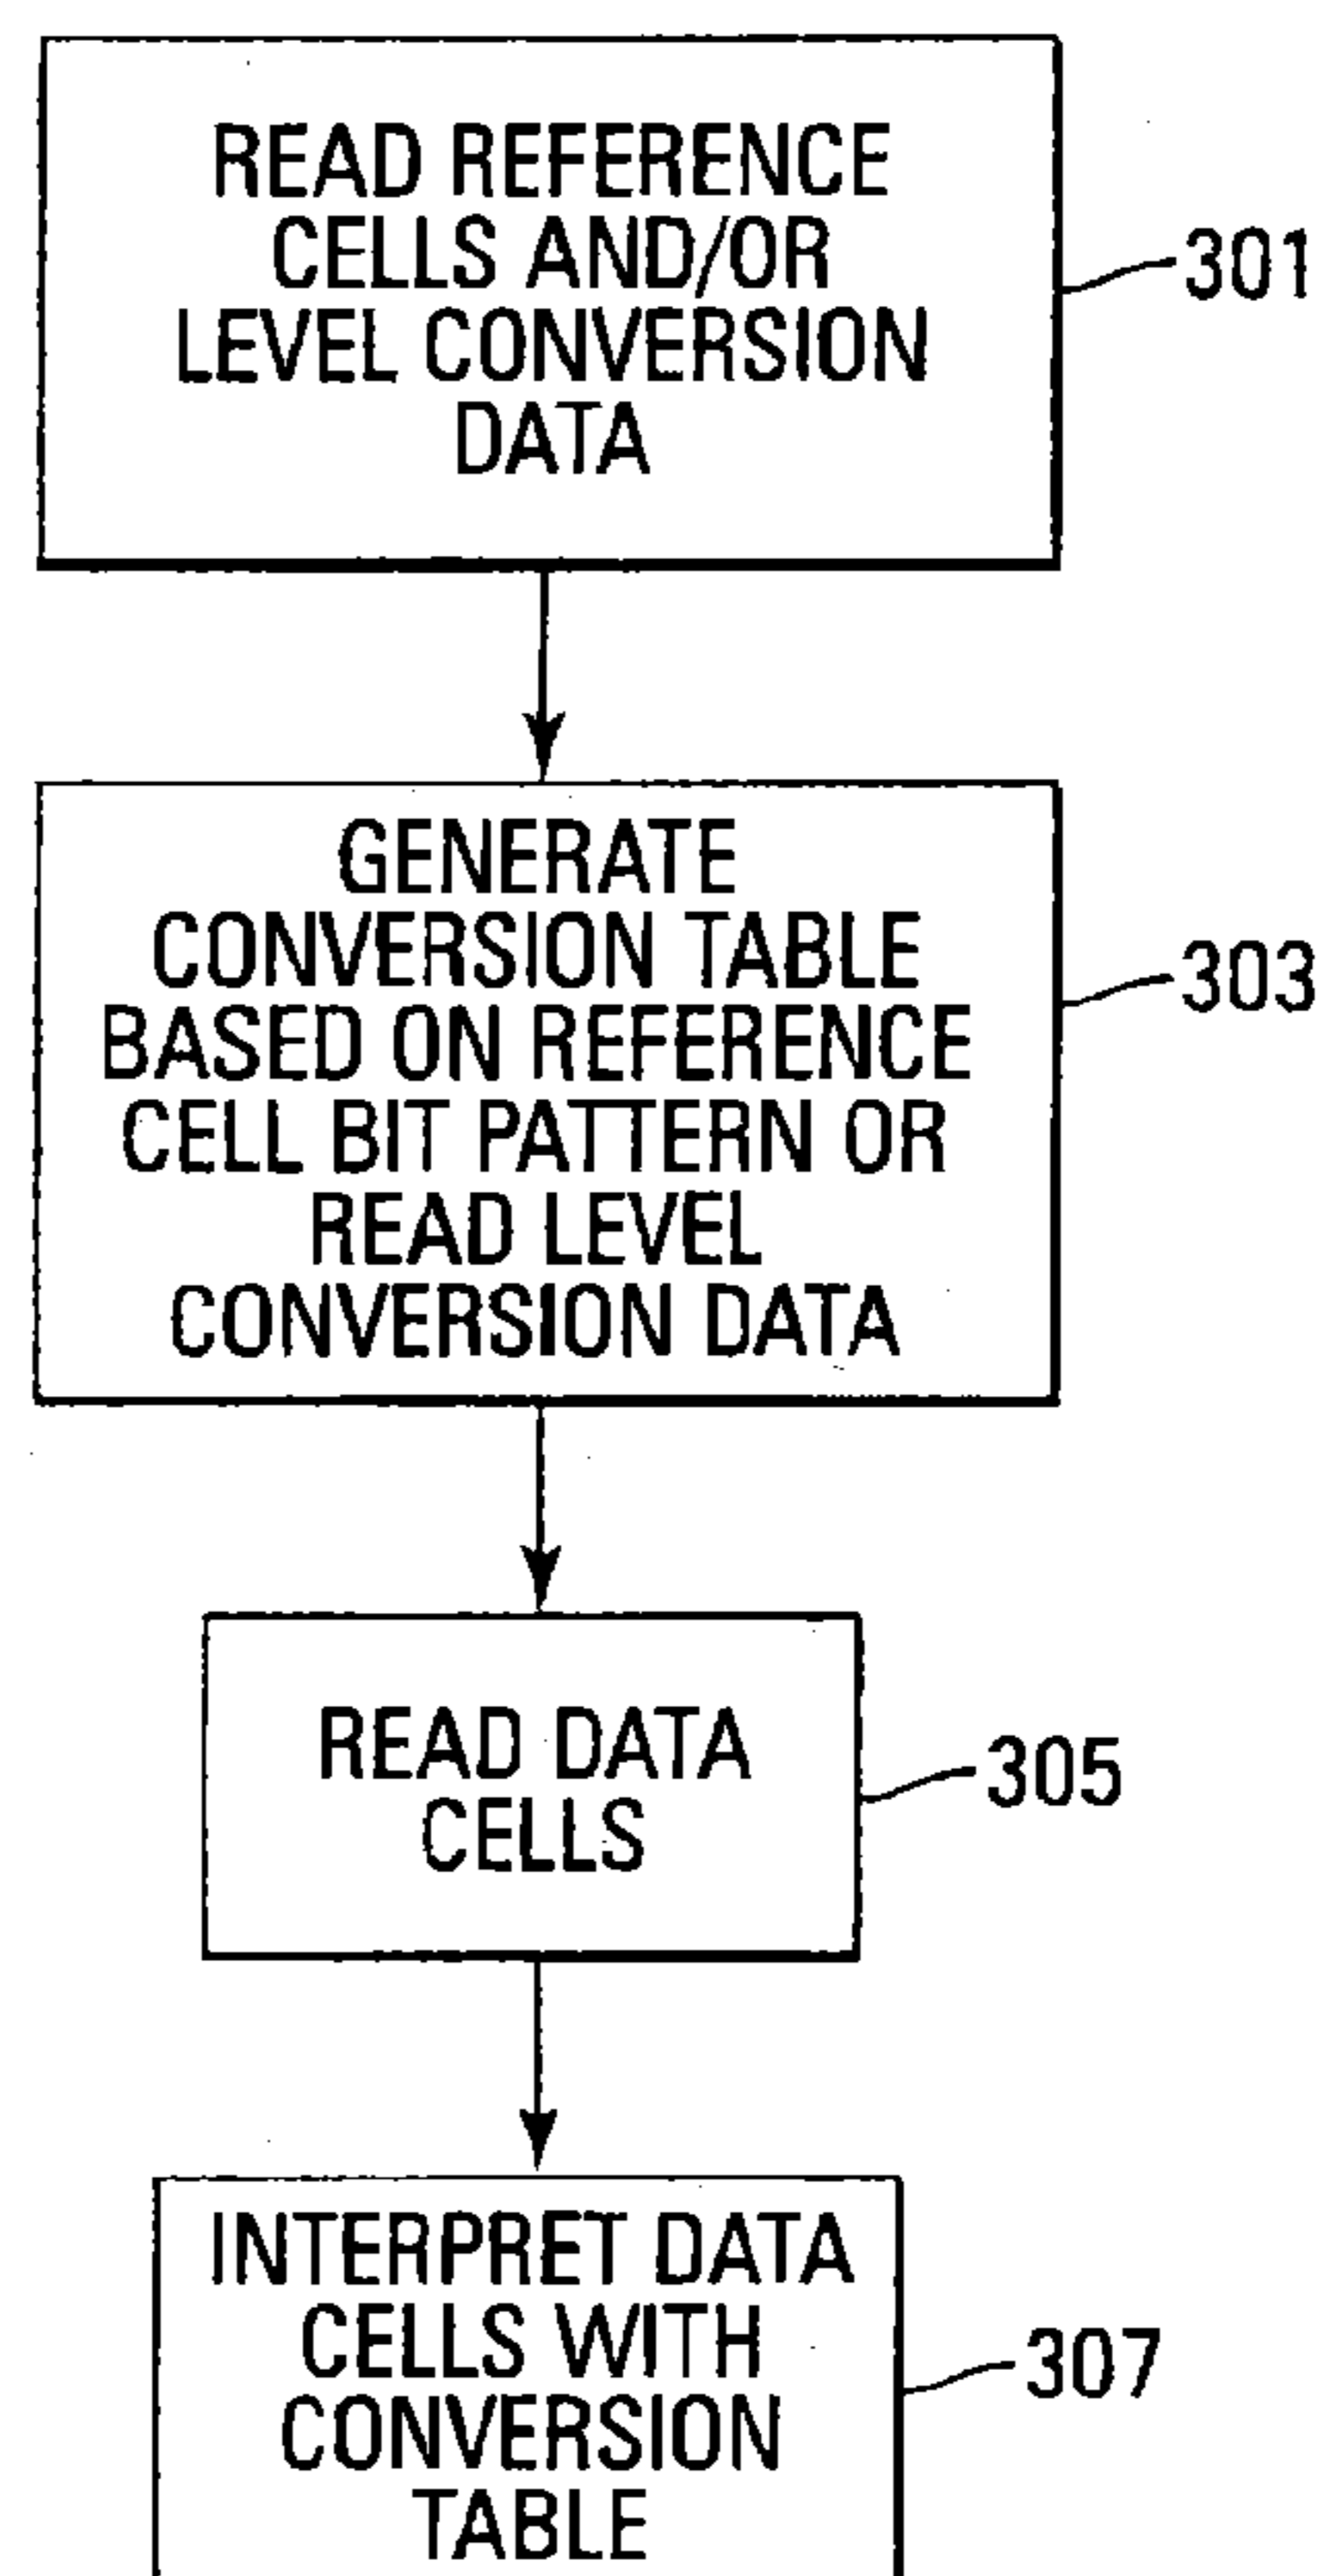 READ REFERENCE
CELLS AND/OR
LEVEL CONVERSION
DATA
301
GENERATE
CONVERSION TABLE
BASED ON REFERENCE
CELL BIT PATTERN OR
READ LEVEL
CONVERSION DATA
303
READ DATA
CELLS
305
INTERPRET DATA
CELLS WITH
CONVERSION
TABLE
307